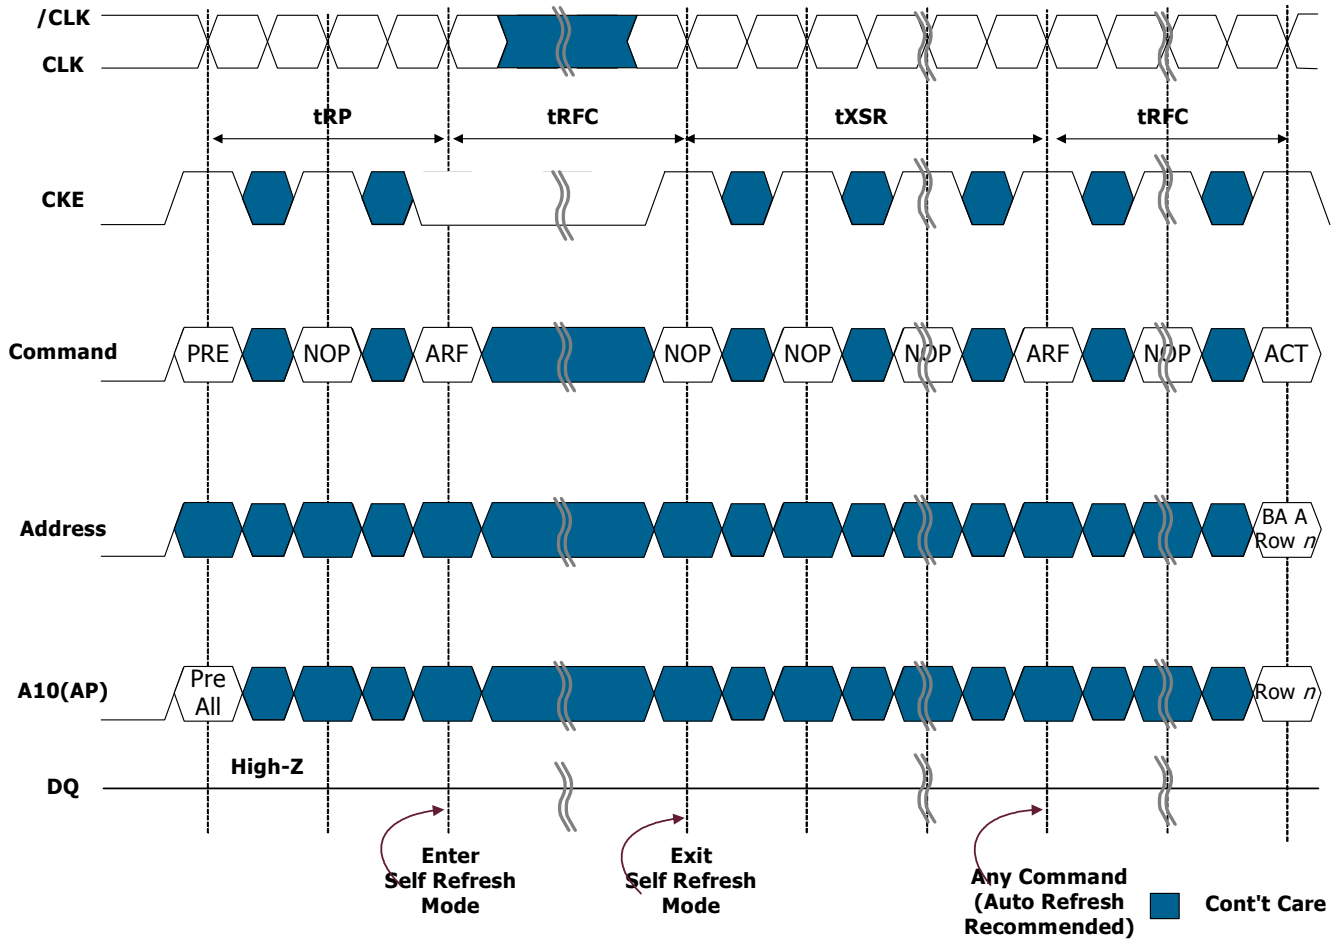 /CLK
CLK
tRP
tRFC
tXSR
tRFC
CKE
Command
PRE
NOP
ARF
NOP
NOP
NOP
ARF
NOP
ACT
Address
BA A
Row n
A10(AP)
Pre
All
Row n
High-Z
DQ
Enter
Self Refresh
Mode
Exit
Self Refresh
Mode
Any Command
(Auto Refresh
Recommended)
Cont't Care